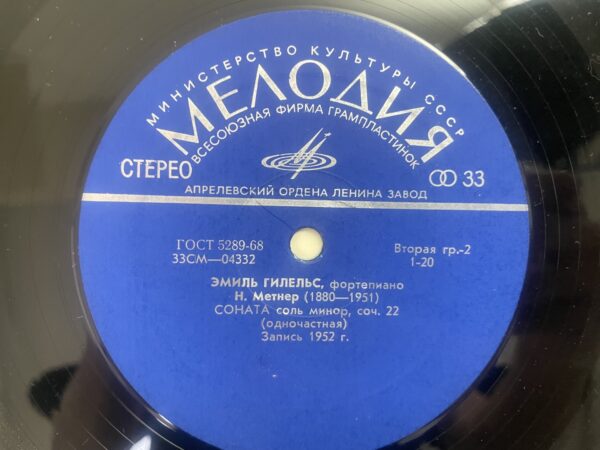 МИНИСТЕРСТВО КУЛЬТУРЫ СССР
МЕЛОДИЯ
ВСЕСОЮЗНАЯ ФИРМА ГРАМПЛАСТИНОК
СТЕРЕО
33
АПРЕЛЕВСКИЙ ОРДЕНА ЛЕНИНА ЗАВОД
ГОСТ 5289-68
Вторая гр.-2
33СМ—04332
1-20
ЭМИЛЬ ГИЛЕЛЬС, фортепиано
Н. Метнер (1880—1951)
СОНАТА соль минор, соч. 22
(одночастная)
Запись 1952 г.